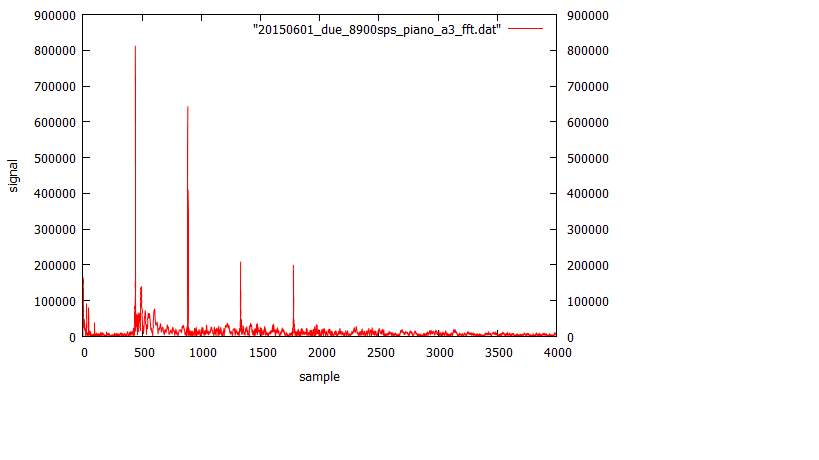 "20150601_due_8900sps_piano_a3_fft.dat"
900000 900000
800000 800000
700000 700000
600000 600000
500000 500000
400000 400000
300000 300000
200000 200000
100000 100000
0 0
signal
0 500 1000 1500 2000 2500 3000 3500 4000
sample